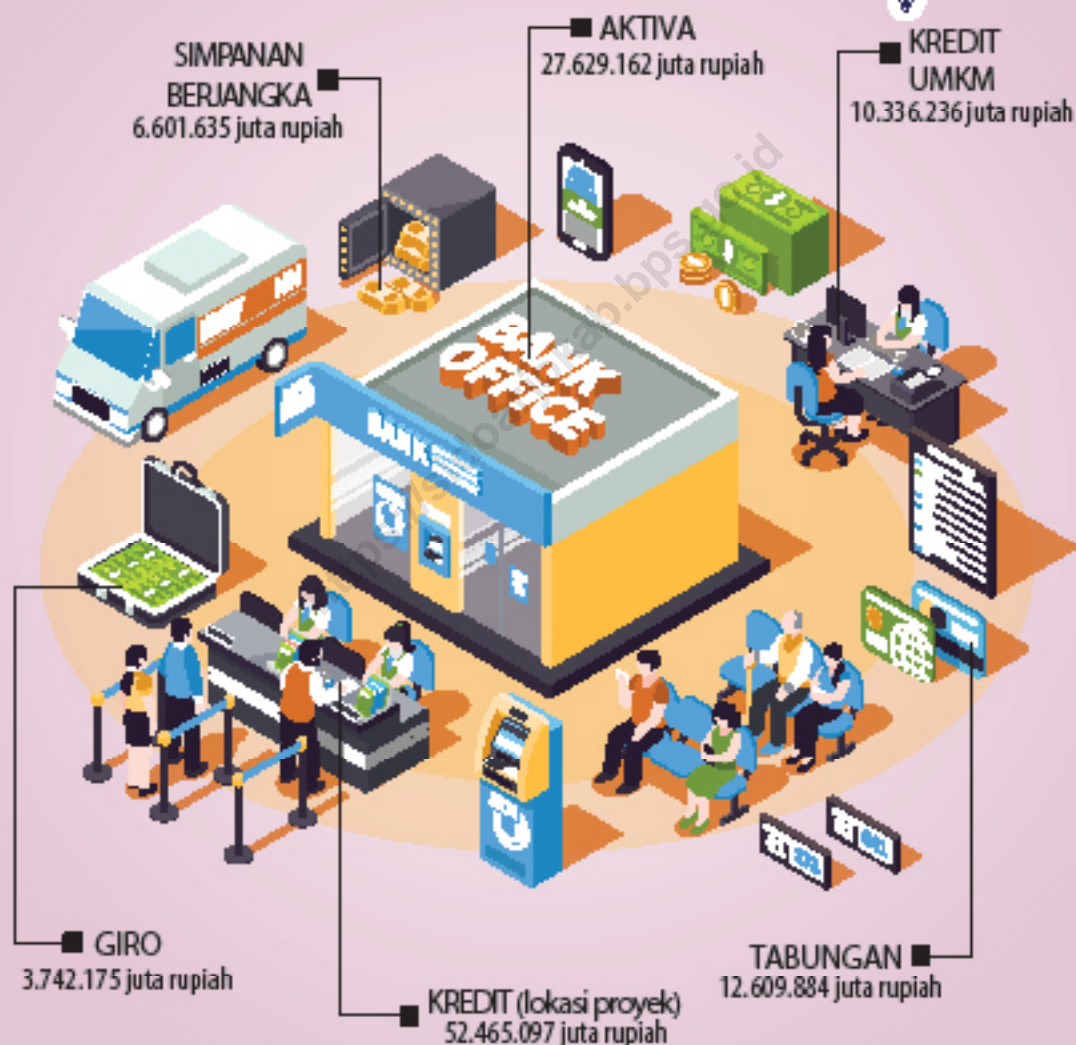 SIMPANAN
BERJANGKA
6.601.635 juta rupiah
AKTIVA
27.629.162 juta rupiah
KREDIT
UMKM
10.336.236 juta rupiah
BANK
OFFICE
BANK
GIRO
3.742.175 juta rupiah
KREDIT (lokasi proyek)
52.465.097 juta rupiah
TABUNGAN
12.609.884 juta rupiah